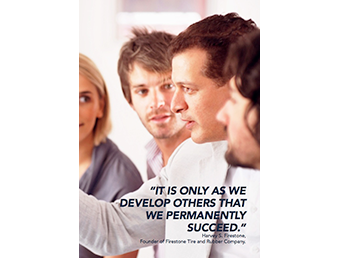 “IT IS ONLY AS WE
DEVELOP OTHERS THAT
WE PERMANENTLY
SUCCEED.”
Harvey S. Firestone,
Founder of Firestone Tire and Rubber Company.